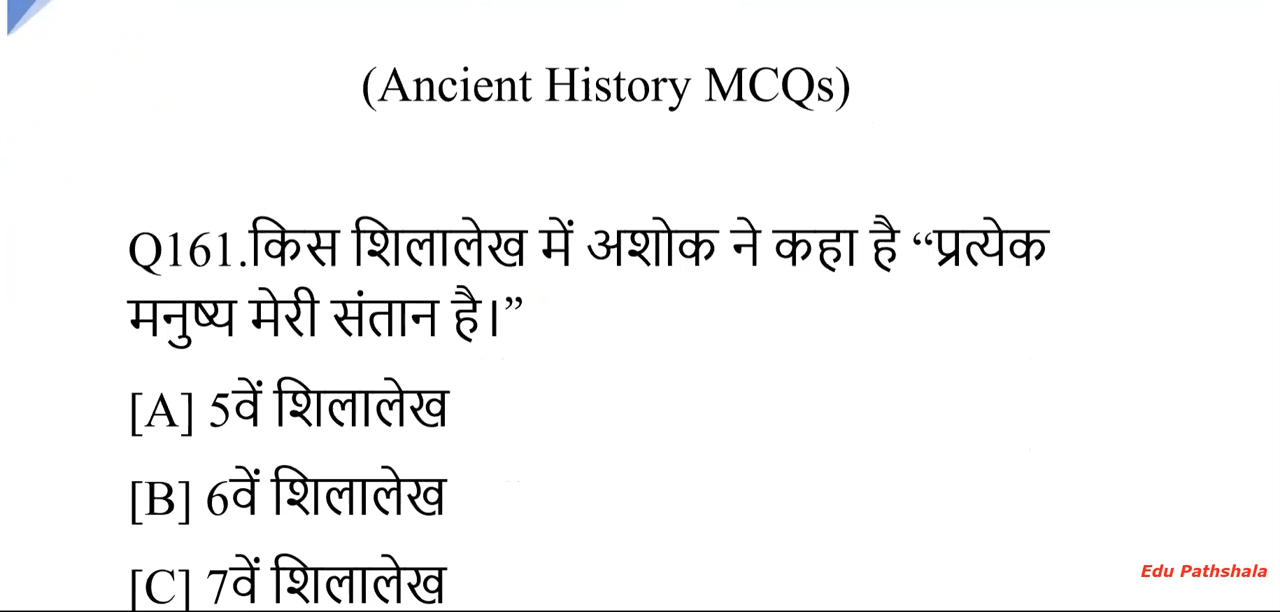 (Ancient History MCQs)
Q161.किस शिलालेख में अशोक ने कहा है “प्रत्येक
मनुष्य मेरी संतान है।”
[A] 5वें शिलालेख
[B] 6वें शिलालेख
[C] 7वें शिलालेख
Edu Pathshala